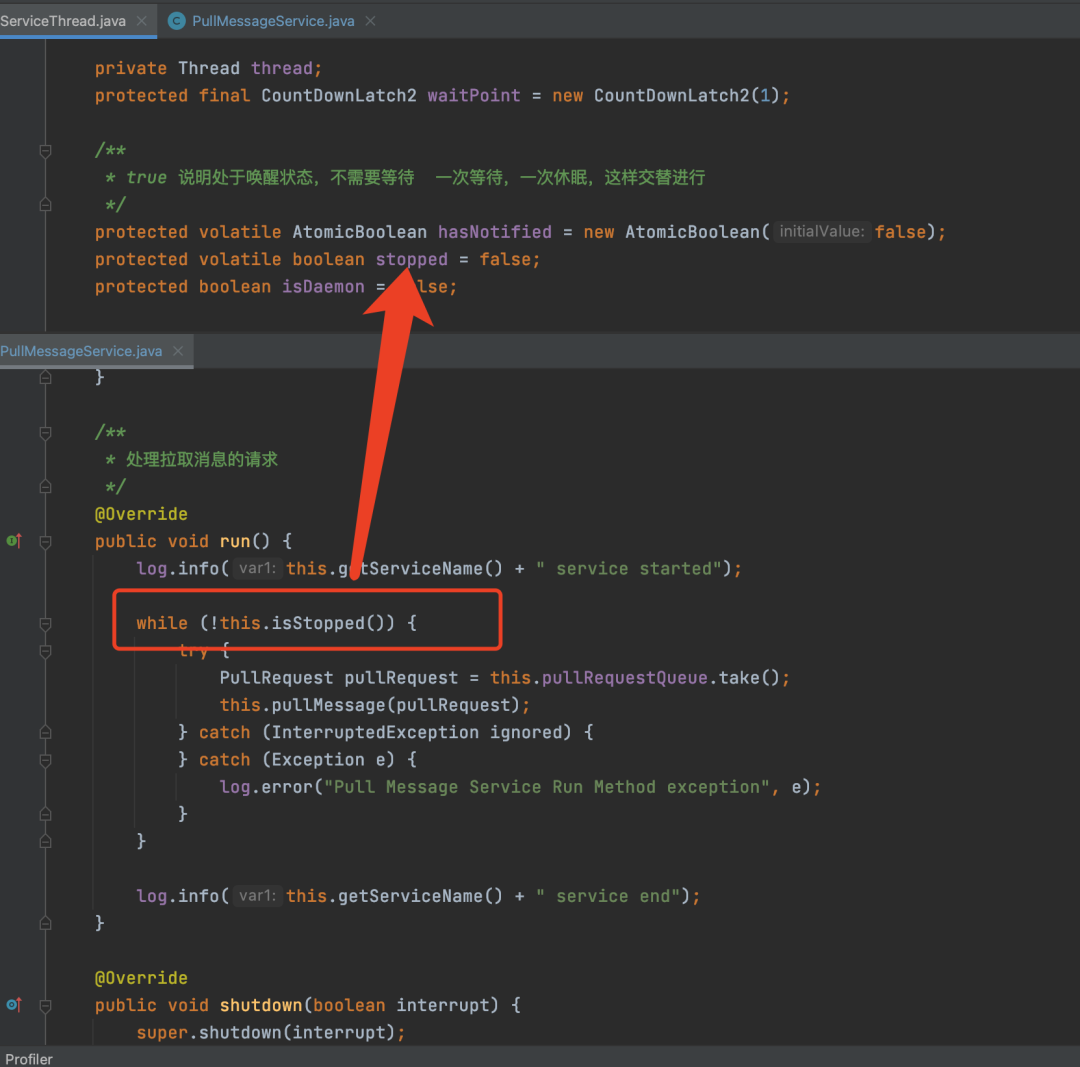 ServiceThread.java × C PullMessageService.java ×
private Thread thread;
protected final CountDownLatch2 waitPoint = new CountDownLatch2(1);
/**
* true 说明处于唤醒状态，不需要等待 一次等待，一次休眠，这样交替进行
*/
protected volatile AtomicBoolean hasNotified = new AtomicBoolean( initialValue: false);
protected volatile boolean stopped = false;
protected boolean isDaemon = lse;
PullMessageService.java ×
}
/**
* 处理拉取消息的请求
*/
@Override
public void run() {
log.info( var1: this.getServiceName() + " service started");
while (!this.isStopped()) {
try {
PullRequest pullRequest = this.pullRequestQueue.take();
this.pullMessage(pullRequest);
} catch (InterruptedException ignored) {
} catch (Exception e) {
log.error("Pull Message Service Run Method exception", e);
}
}
log.info( var1: this.getServiceName() + " service end");
}
@Override
public void shutdown(boolean interrupt) {
super.shutdown(interrupt);
Profiler